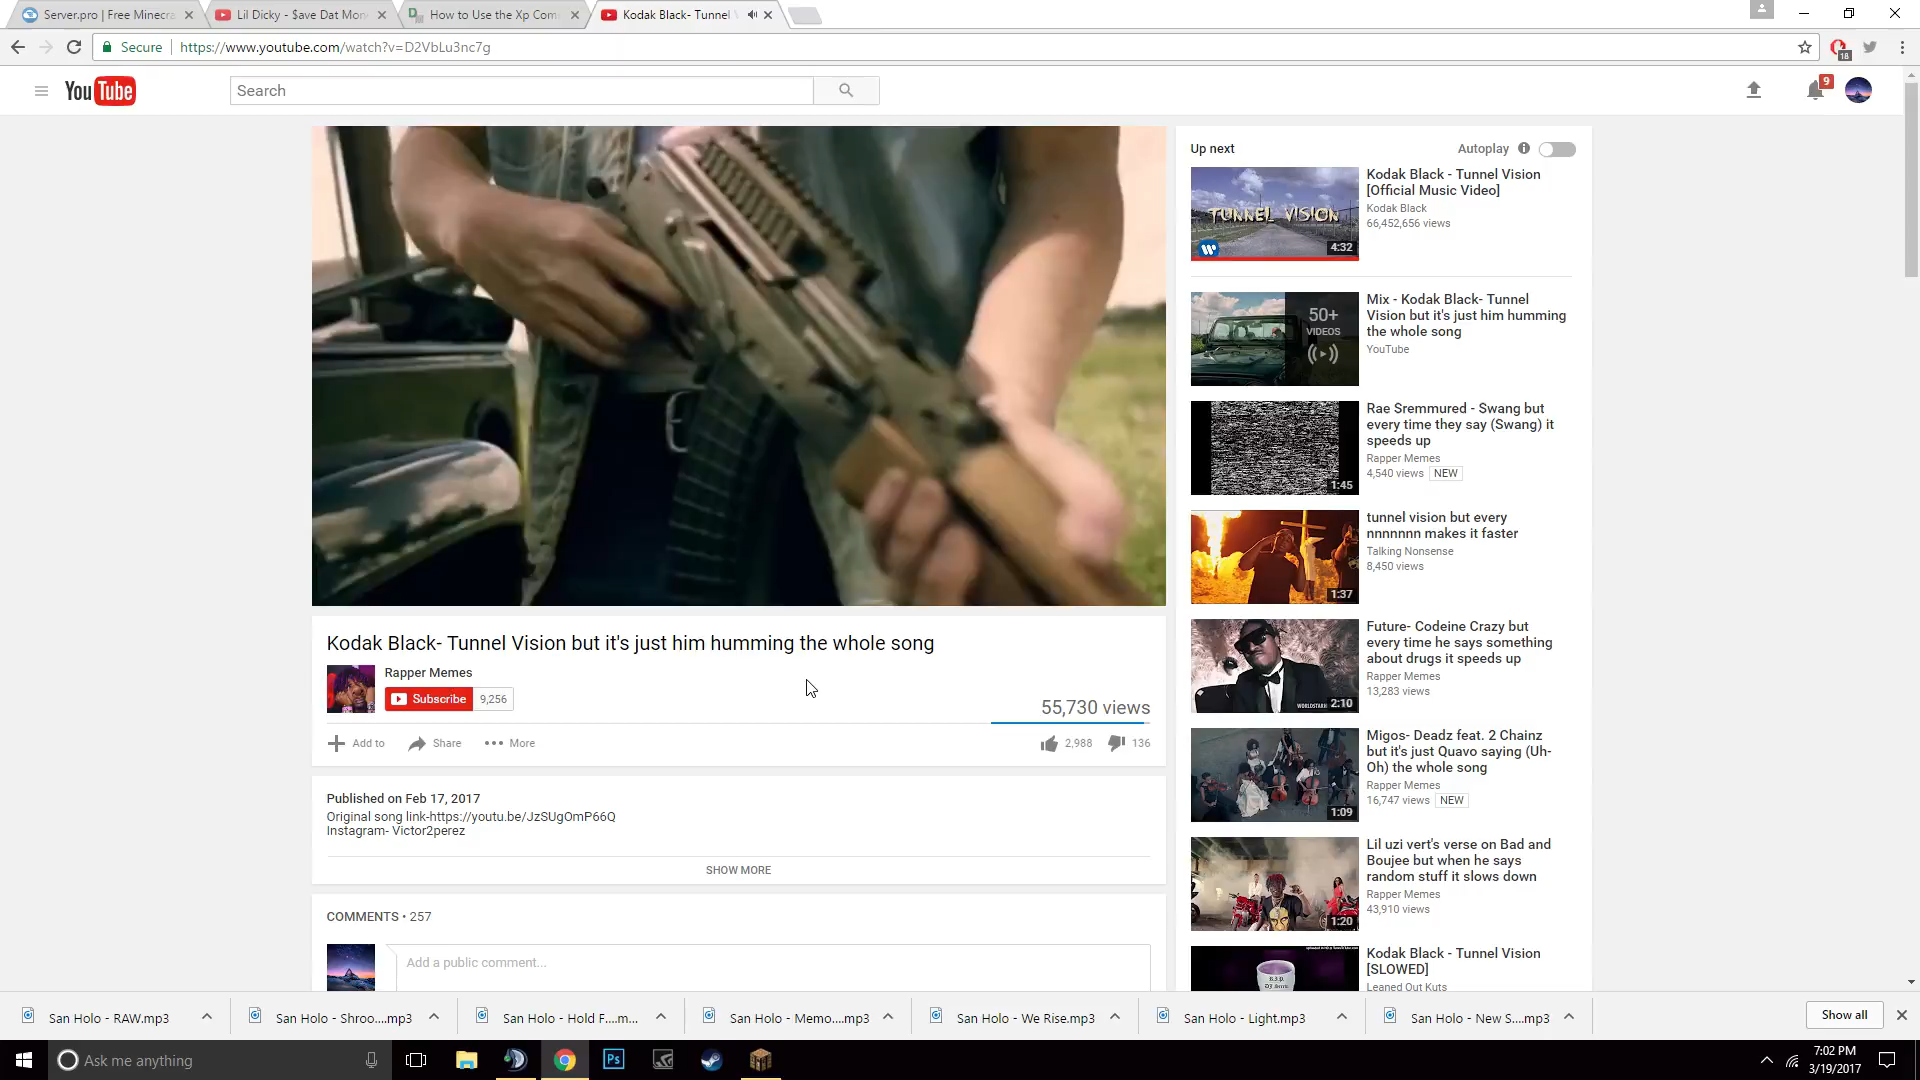 Server.pro | Free Minecra
Lil Dicky - $ave Dat Mon
How to Use the Xp Com
Kodak Black- Tunnel V
Secure
https://www.youtube.com/watch?v=D2VbLu3nc7g
18
YouTube
Search
9
Up next
Autoplay
TUNNEL VISION
4:32
Kodak Black - Tunnel Vision
[Official Music Video]
Kodak Black
66,452,656 views
50+
VIDEOS
Mix - Kodak Black- Tunnel
Vision but it's just him humming
the whole song
YouTube
1:45
Rae Sremmured - Swang but
every time they say (Swang) it
speeds up
Rapper Memes
4,540 views NEW
1:37
tunnel vision but every
nnnnnnn makes it faster
Talking Nonsense
8,450 views
WORLDSTARH
2:10
Future- Codeine Crazy but
every time he says something
about drugs it speeds up
Rapper Memes
13,283 views
1:09
Migos- Deadz feat. 2 Chainz
but it's just Quavo saying (Uh-
Oh) the whole song
Rapper Memes
16,747 views NEW
1:20
Lil uzi vert's verse on Bad and
Boujee but when he says
random stuff it slows down
Rapper Memes
43,910 views
R.I.P.
Kodak Black - Tunnel Vision
[SLOWED]
Leaned Out Kuts
Kodak Black- Tunnel Vision but it's just him humming the whole song
Rapper Memes
Subscribe 9,256
55,730 views
Add to
Share
More
2,988
136
Published on Feb 17, 2017
Original song link-https://youtu.be/JzSUgOmP66Q
Instagram- Victor2perez
SHOW MORE
COMMENTS • 257
Add a public comment...
San Holo - RAW.mp3
San Holo - Shroo....mp3
San Holo - Hold F....m...
San Holo - Memo....mp3
San Holo - We Rise.mp3
San Holo - Light.mp3
San Holo - New S....mp3
Show all
Ask me anything
Ps
7:02 PM
3/19/2017